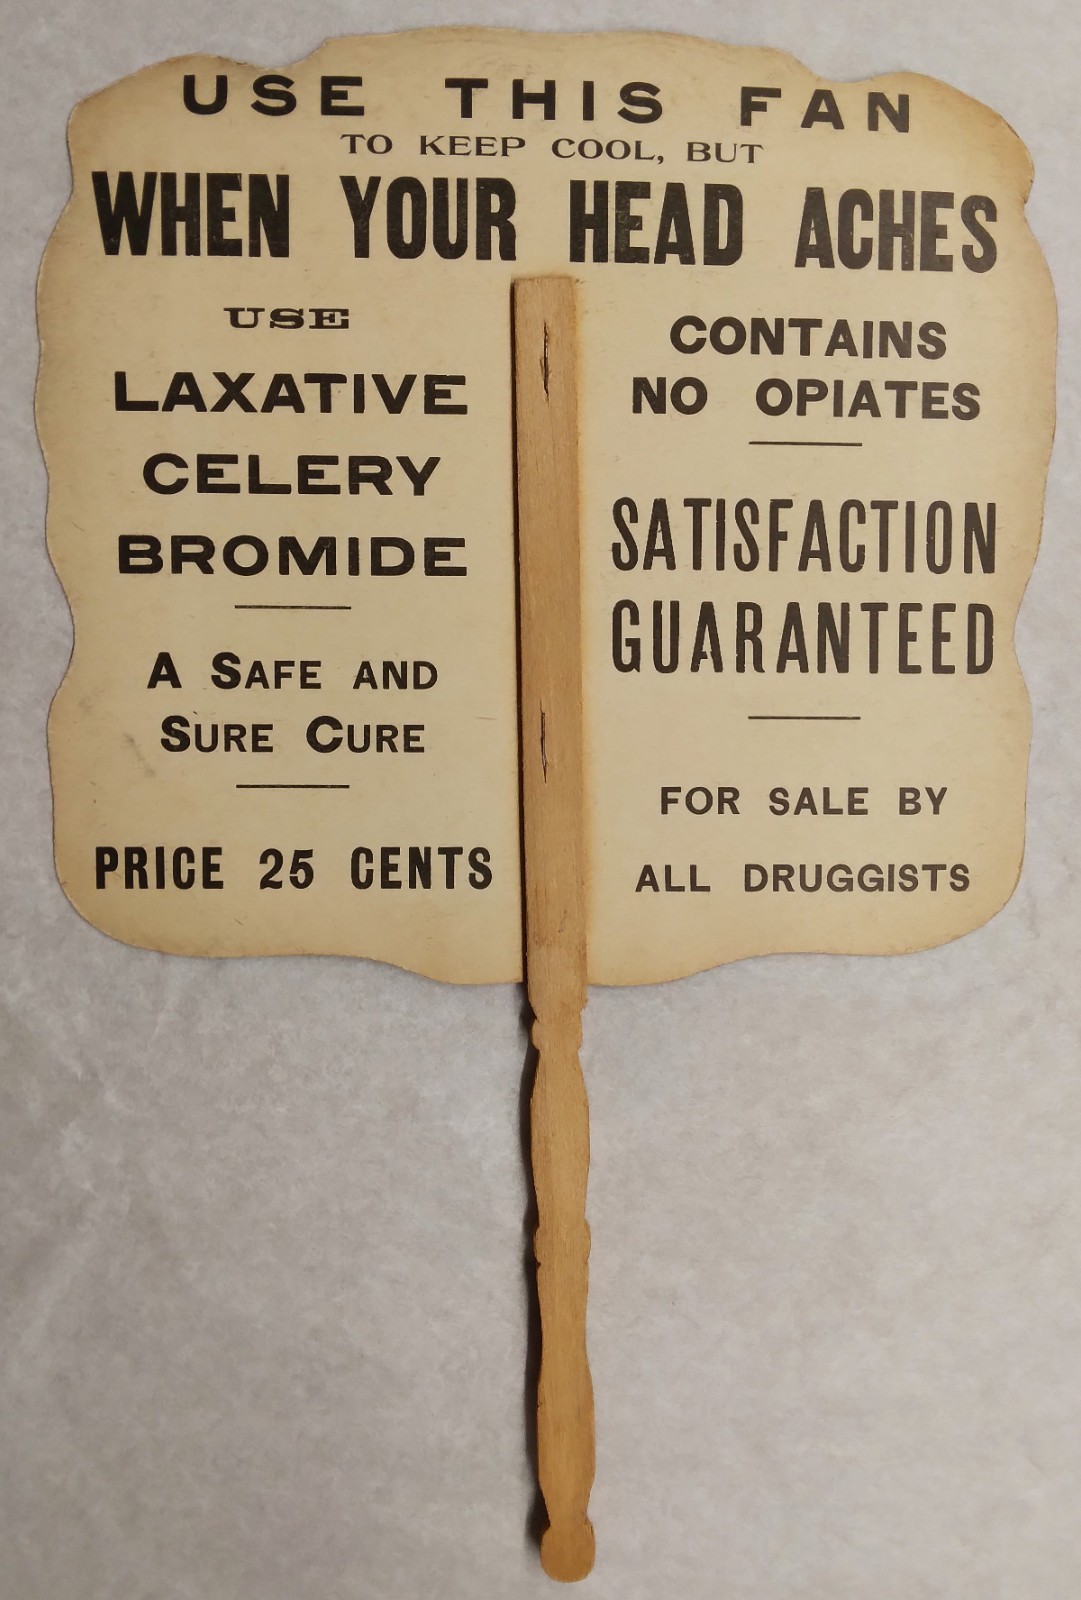 USE THIS FAN
TO KEEP COOL, BUT
WHEN YOUR HEAD ACHES
USE
LAXATIVE
CELERY
BROMIDE
A SAFE AND
SURE CURE
PRICE 25 CENTS
CONTAINS
NO OPIATES
SATISFACTION
GUARANTEED
FOR SALE BY
ALL DRUGGISTS